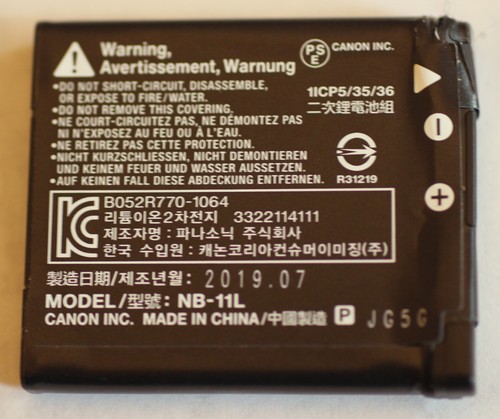 Warning,
Avertissement, Warnung
PSE CANON INC.
•DO NOT SHORT-CIRCUIT, DISASSEMBLE,
OR EXPOSE TO FIRE/WATER.
•DO NOT REMOVE THIS COVERING.
•NE COURT-CIRCUITEZ PAS, NE DÉMONTEZ PAS
NI N'EXPOSEZ PAS AU FEU OU À L'EAU.
•NE RETIREZ PAS CETTE PROTECTION.
•NICHT KURZSCHLIESSEN, NICHT DEMONTIEREN
UND KEINEM FEUER UND WASSER AUSSETZEN.
•DIESE ABDECKUNG NICHT ENTFERNEN.
1ICP5/35/36
二次鋰電池組
R31219
B052R770-1064
리튬이온2차전지 3322114111
제조자명 : 파나소닉 주식회사
한국 수입원 : 캐논코리아컨슈머이미징(주)
製造日期/제조년월: 2019.07
MODEL/型號: NB-11L
CANON INC. MADE IN CHINA/中國製造 P JG5G